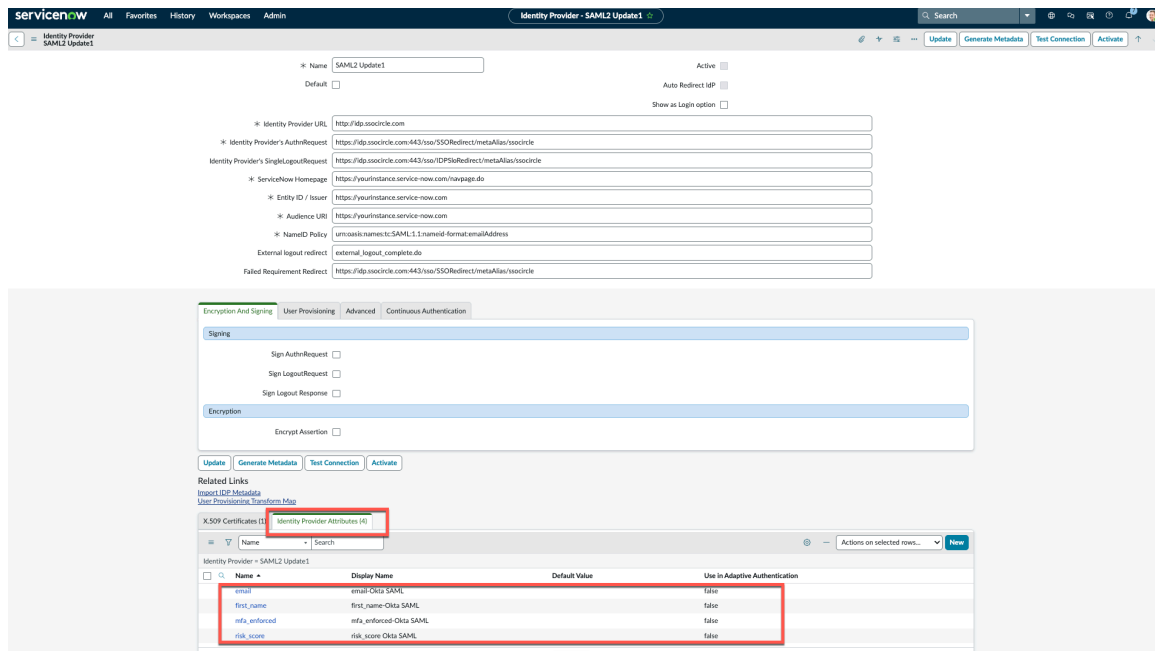 servicenow All Favorites History Workspaces Admin Identity Provider - SAML2 Update1 Search
Identity Provider
SAML2 Update1
Update Generate Metadata Test Connection Activate
Name SAML2 Update1 Active
Default Auto Redirect IdP
Show as Login option
Identity Provider URL http://idp.ssocircle.com
Identity Provider's AuthnRequest https://idp.ssocircle.com:443/sso/SSORedirect/metaAlias/ssocircle
Identity Provider's SingleLogoutRequest https://idp.ssocircle.com:443/sso/IDPSloRedirect/metaAlias/ssocircle
ServiceNow Homepage https://yourinstance.service-now.com/navpage.do
Entity ID / Issuer https://yourinstance.service-now.com
Audience URI https://yourinstance.service-now.com
NameID Policy urn:oasis:names:tc:SAML:1.1:nameid-format:emailAddress
External logout redirect external_logout_complete.do
Failed Requirement Redirect https://idp.ssocircle.com:443/sso/SSORedirect/metaAlias/ssocircle
Encryption And Signing User Provisioning Advanced Continuous Authentication
Signing
Sign AuthnRequest
Sign LogoutRequest
Sign Logout Response
Encryption
Encrypt Assertion
Update Generate Metadata Test Connection Activate
Related Links
Import IDP Metadata
User Provisioning Transform Map
X.509 Certificates (1) Identity Provider Attributes (4)
Name Search Actions on selected rows... New
Identity Provider = SAML2 Update1
Name Display Name Default Value Use in Adaptive Authentication
email email-Okta SAML false
first_name first_name-Okta SAML false
mfa_enforced mfa_enforced-Okta SAML false
risk_score risk_score Okta SAML false